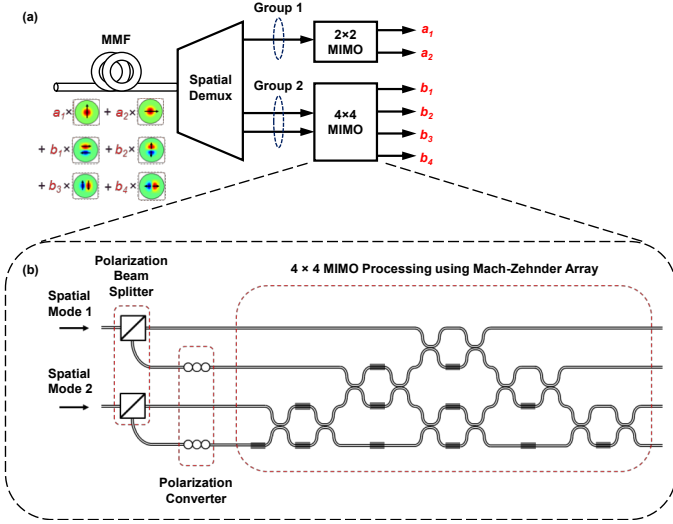 (a)
Group 1
MMF
2×2
MIMO
a1
a2
Spatial
Demux
Group 2
4×4
MIMO
b1
b2
b3
b4
a1× + a2×
+ b1× + b2×
+ b3× + b4×
(b)
Polarization
Beam
Splitter
4 × 4 MIMO Processing using Mach-Zehnder Array
Spatial
Mode 1
Spatial
Mode 2
Polarization
Converter